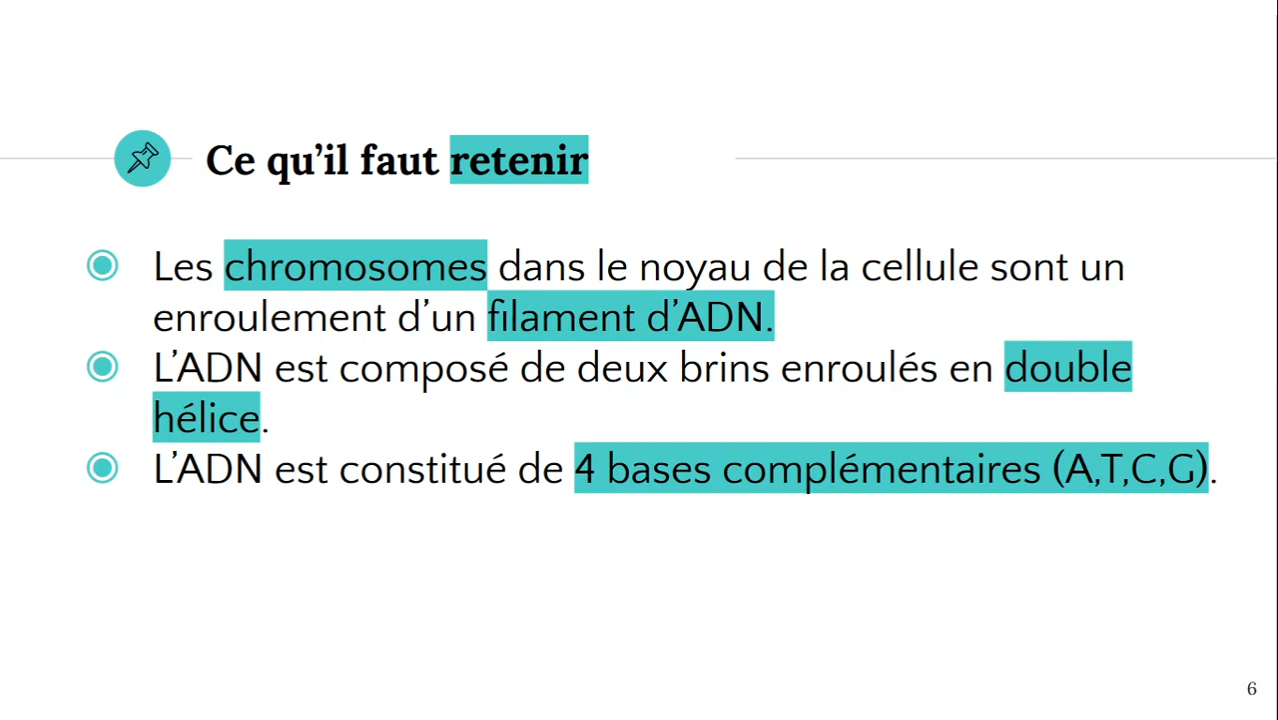 Ce qu’il faut retenir
Les chromosomes dans le noyau de la cellule sont un
enroulement d’un filament d’ADN.
L’ADN est composé de deux brins enroulés en double
hélice.
L’ADN est constitué de 4 bases complémentaires (A,T,C,G).
6